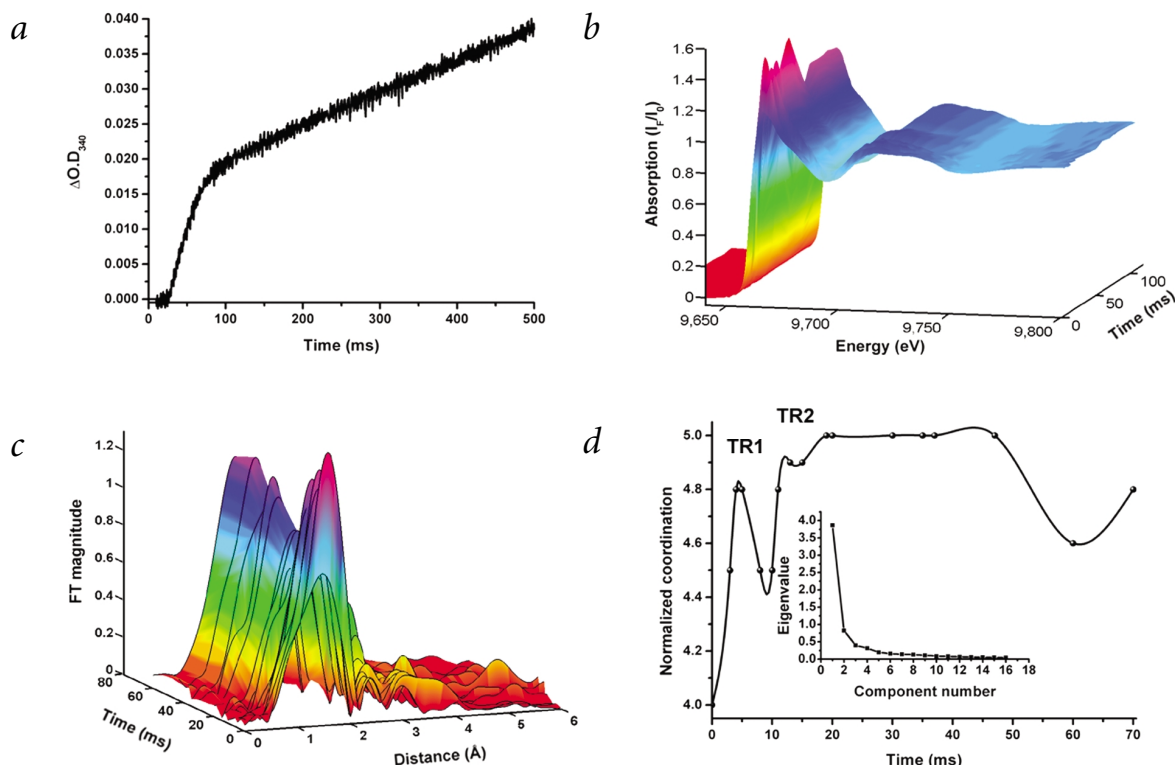 a
0.040
0.035
0.030
0.025
0.020
0.015
0.010
0.005
0.000
ΔO.D340
0 100 200 300 400 500
Time (ms)
b
1.6
1.4
1.2
1.0
0.8
0.6
0.4
0.2
0
Absorption (IF/I0)
9,650 9,700 9,750 9,800
Energy (eV)
0 50 100
Time (ms)
c
1.2
1
0.8
0.6
0.4
0.2
0
FT magnitude
80 60 40 20 0
Time (ms)
0 1 2 3 4 5 6
Distance (Å)
d
TR1
TR2
5.0
4.8
4.6
4.4
4.2
4.0
Normalized coordination
0 10 20 30 40 50 60 70
Time (ms)
4.0
3.5
3.0
2.5
2.0
1.5
1.0
0.5
0.0
Eigenvalue
0 2 4 6 8 10 12 14 16 18
Component number